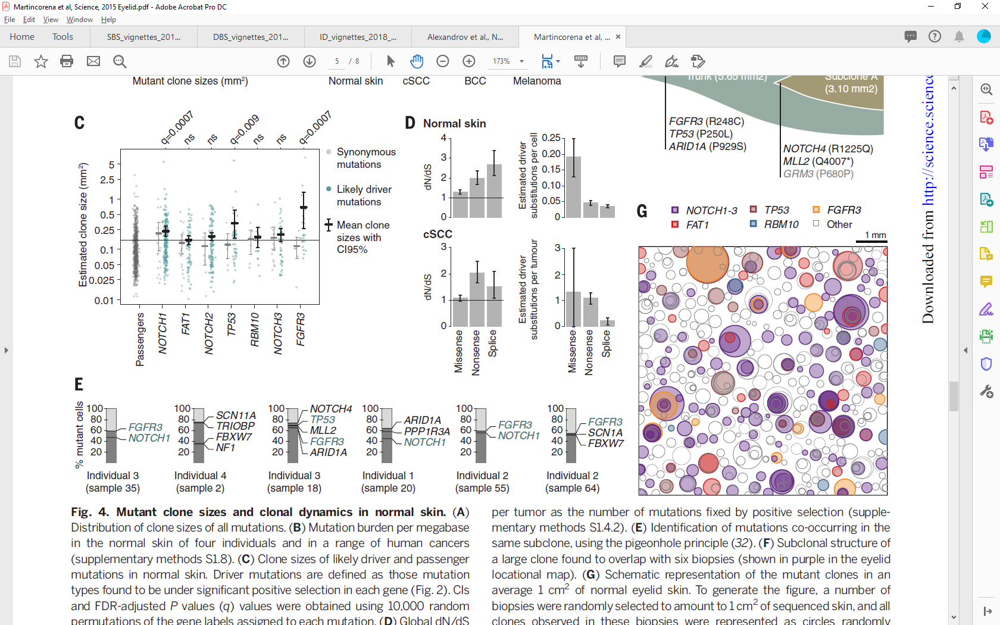 Martincorena et al, Science, 2015 Eyelid.pdf - Adobe Acrobat Pro DC
File Edit View Window Help
Home Tools SBS_vignettes_201... DBS_vignettes_201... ID_vignettes_2018_... Alexandrov et al., N... Martincorena et al, ... ×
5 / 8 173%
Mutant clone sizes (mm²)
Normal skin cSCC BCC Melanoma
Trunk (5.65 mm2)
Subclone A
(3.10 mm2)
FGFR3 (R248C)
TP53 (P250L)
ARID1A (P929S)
NOTCH4 (R1225Q)
MLL2 (Q4007*)
GRM3 (P680P)
Downloaded from http://science.science
C
q=0.0007 ns ns q=0.009 ns ns q=0.0007
Estimated clone size (mm²)
5
2.5
1
0.5
0.25
0.1
0.05
0.025
0.01
Passengers NOTCH1 FAT1 NOTCH2 TP53 RBM10 NOTCH3 FGFR3
Synonymous
mutations
Likely driver
mutations
Mean clone
sizes with
CI95%
D Normal skin
dN/dS
4
3
2
1
0
Estimated driver
substitutions per cell
0.25
0.20
0.15
0.10
0.05
0
cSCC
dN/dS
3
2
1
0
Missense Nonsense Splice
Estimated driver
substitutions per tumour
3
2
1
0
Missense Nonsense Splice
G
NOTCH1-3 TP53 FGFR3
FAT1 RBM10 Other
1 mm
E
% mutant cells
100
80
60
40
20
FGFR3
NOTCH1
Individual 3
(sample 35)
100
80
60
40
20
SCN11A
TRIOBP
FBXW7
NF1
Individual 4
(sample 2)
100
80
60
40
20
NOTCH4
TP53
MLL2
FGFR3
ARID1A
Individual 3
(sample 18)
100
80
60
40
20
ARID1A
PPP1R3A
NOTCH1
Individual 1
(sample 20)
100
80
60
40
20
FGFR3
NOTCH1
Individual 2
(sample 55)
100
80
60
40
20
FGFR3
SCN1A
FBXW7
Individual 2
(sample 64)
Fig. 4. Mutant clone sizes and clonal dynamics in normal skin. (A)
Distribution of clone sizes of all mutations. (B) Mutation burden per megabase
in the normal skin of four individuals and in a range of human cancers
(supplementary methods S1.8). (C) Clone sizes of likely driver and passenger
mutations in normal skin. Driver mutations are defined as those mutation
types found to be under significant positive selection in each gene (Fig. 2). CIs
and FDR-adjusted P values (q) values were obtained using 10,000 random
permutations of the gene labels assigned to each mutation. (D) Global dN/dS
per tumor as the number of mutations fixed by positive selection (supple-
mentary methods S1.4.2). (E) Identification of mutations co-occurring in the
same subclone, using the pigeonhole principle (32). (F) Subclonal structure of
a large clone found to overlap with six biopsies (shown in purple in the eyelid
locational map). (G) Schematic representation of the mutant clones in an
average 1 cm² of normal eyelid skin. To generate the figure, a number of
biopsies were randomly selected to amount to 1 cm² of sequenced skin, and all
clones observed in these biopsies were represented as circles randomly